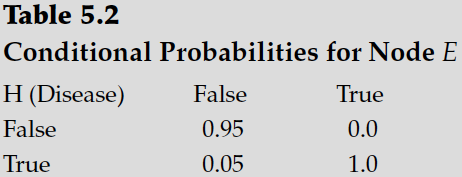 Table 5.2
Conditional Probabilities for Node E
H (Disease) False True
False 0.95 0.0
True 0.05 1.0